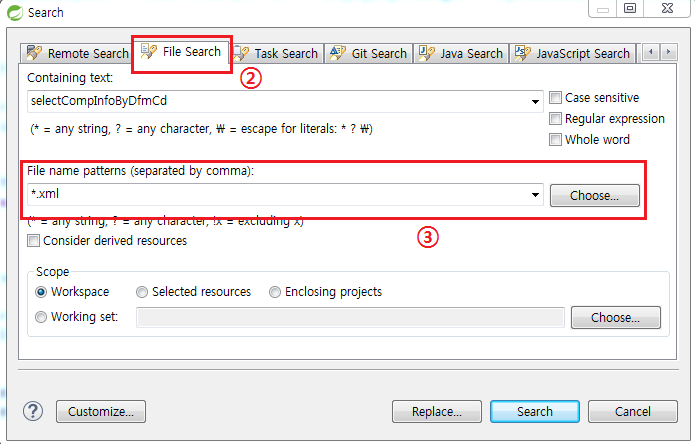 Search
Remote Search File Search Task Search Git Search Java Search JavaScript Search
②
Containing text:
selectCompInfoByDfmCd
Case sensitive
(* = any string, ? = any character, ₩ = escape for literals: * ? ₩)
Regular expression
Whole word
File name patterns (separated by comma):
*.xml
Choose...
(* = any string, ? = any character, !x = excluding x)
③
Consider derived resources
Scope
Workspace Selected resources Enclosing projects
Working set: Choose...
? Customize... Replace... Search Cancel